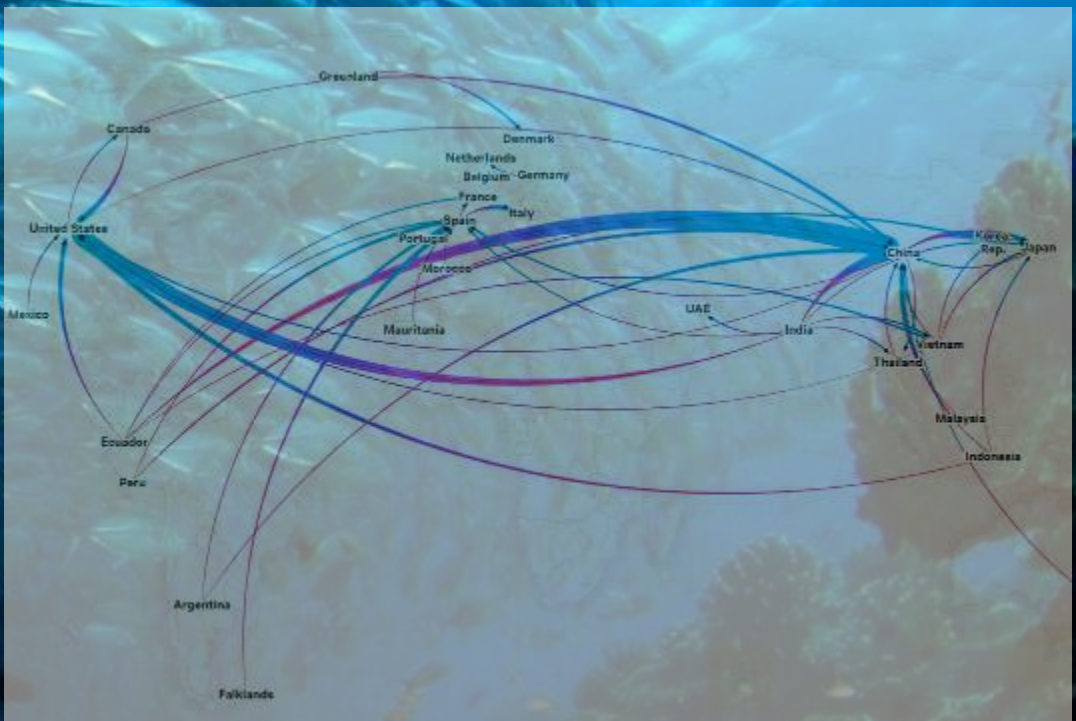 Greenland
Canada
Denmark
Netherlands
Belgium
Germany
France
Italy
Spain
United States
Portugal
Korea
Rep.
Japan
China
Morocco
UAE
Mexico
Mauritania
India
Vietnam
Thailand
Malaysia
Ecuador
Indonesia
Peru
Argentina
Falklands